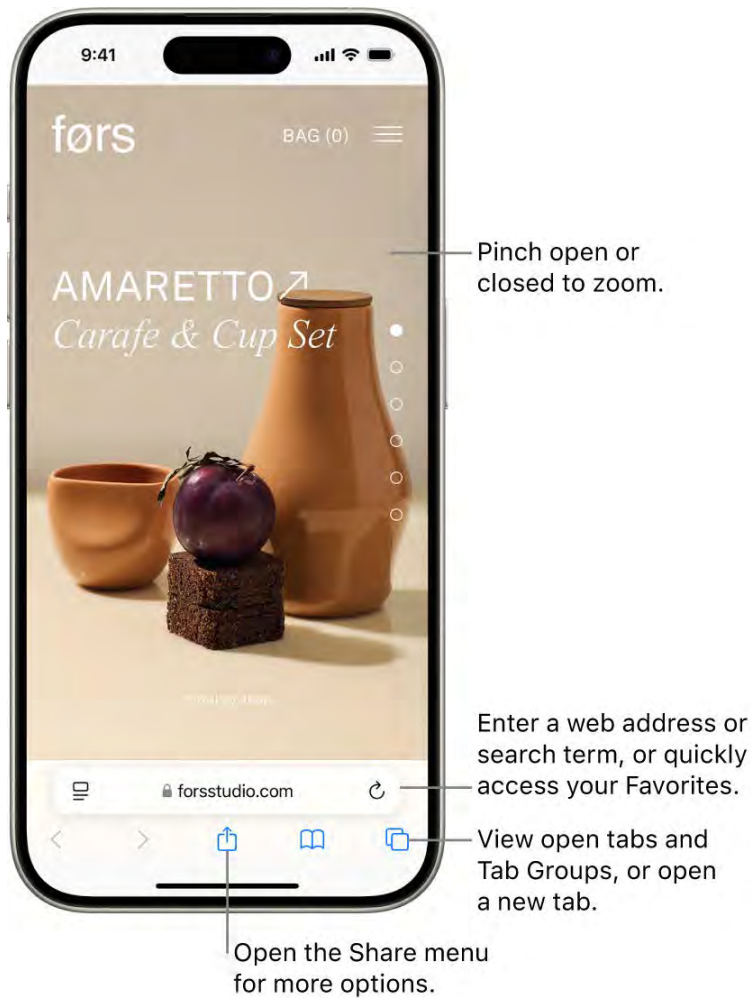 9:41
førs
BAG (0)
Pinch open or
closed to zoom.
AMARETTO↗
Carafe & Cup Set
Enter a web address or
search term, or quickly
access your Favorites.
forsstudio.com
View open tabs and
Tab Groups, or open
a new tab.
Open the Share menu
for more options.